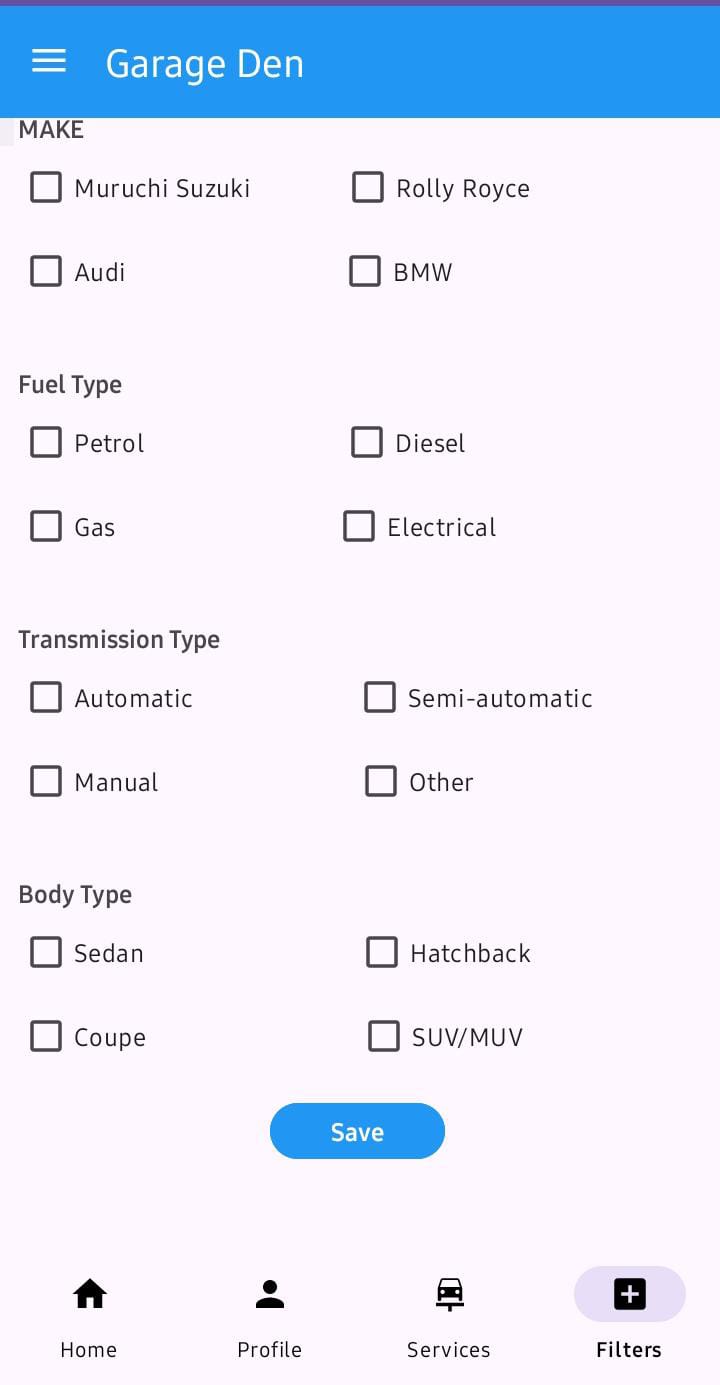 Garage Den
MAKE
Muruchi Suzuki Rolly Royce
Audi BMW
Fuel Type
Petrol Diesel
Gas Electrical
Transmission Type
Automatic Semi-automatic
Manual Other
Body Type
Sedan Hatchback
Coupe SUV/MUV
Save
Home Profile Services Filters